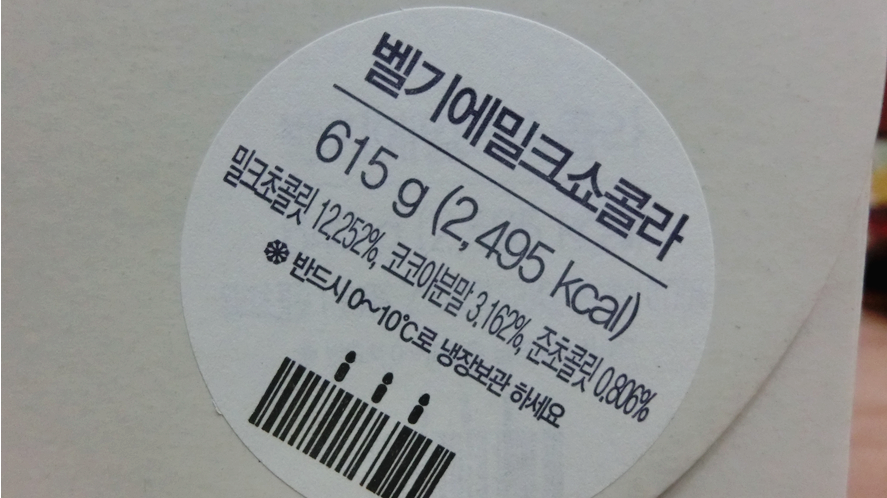 벨기에밀크쇼콜라
615 g (2,495 kcal)
밀크초콜릿 12.252%, 코코아분말 3.162%, 준초콜릿 0.806%
반드시 0~10℃로 냉장보관 하세요